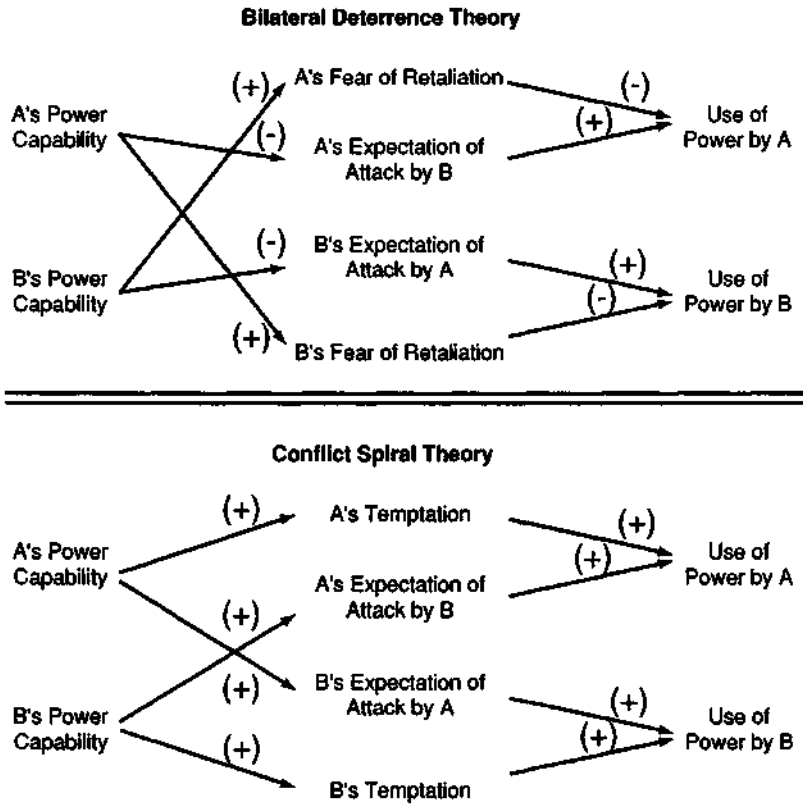 Bilateral Deterrence Theory
A's Power
Capability
B's Power
Capability
(+)
(-)
(-)
(+)
A's Fear of Retaliation
A's Expectation of
Attack by B
B's Expectation of
Attack by A
B's Fear of Retaliation
(-)
(+)
(+)
(-)
Use of
Power by A
Use of
Power by B
Conflict Spiral Theory
A's Power
Capability
B's Power
Capability
(+)
(+)
(+)
(+)
A's Temptation
A's Expectation of
Attack by B
B's Expectation of
Attack by A
B's Temptation
(+)
(+)
(+)
(+)
Use of
Power by A
Use of
Power by B